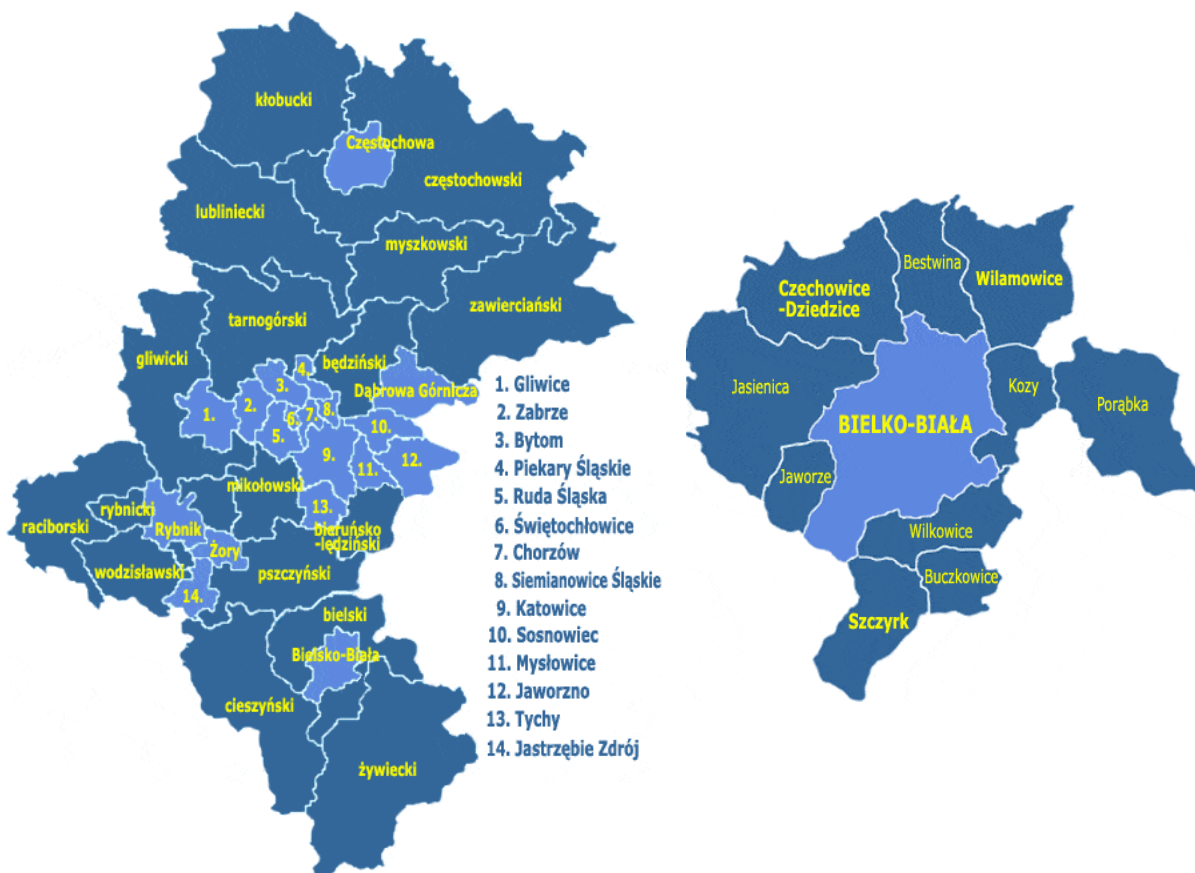 kłobucki
Częstochowa
częstochowski
lubliniecki
myszkowski
zawierciański
tarnogórski
gliwicki
będziński
Dąbrowa Górnicza
4.
3.
2.
1.
8.
7.
6.
5.
10.
9.
11.
12.
mikołowski
13.
rybnicki
raciborski
Rybnik
bieruńsko
-lędziński
Żory
wodzisławski
pszczyński
14.
bielski
Bielsko-Biała
cieszyński
żywiecki
1. Gliwice
2. Zabrze
3. Bytom
4. Piekary Śląskie
5. Ruda Śląska
6. Świętochłowice
7. Chorzów
8. Siemianowice Śląskie
9. Katowice
10. Sosnowiec
11. Mysłowice
12. Jaworzno
13. Tychy
14. Jastrzębie Zdrój
Bestwina
Wilamowice
Czechowice
-Dziedzice
Jasienica
Kozy
Porąbka
BIELKO-BIAŁA
Jaworze
Wilkowice
Buczkowice
Szczyrk